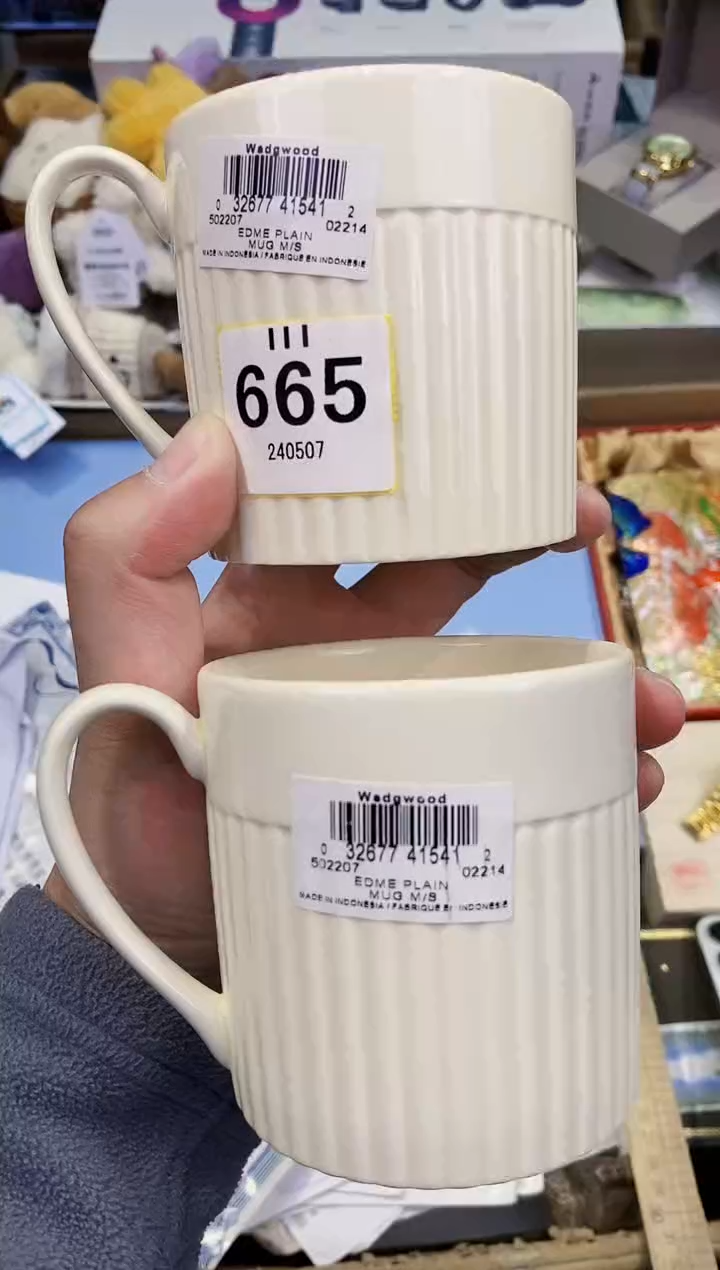 Wedgwood
0 32677 41541 2
502207 02214
EDME PLAIN
MUG M/S
MADE IN INDONESIA / FABRIQUE EN INDONESIE
665
240507
Wedgwood
0 32677 41541 2
502207 02214
EDME PLAIN
MUG M/S
MADE IN INDONESIA / FABRIQUE EN INDONESIE